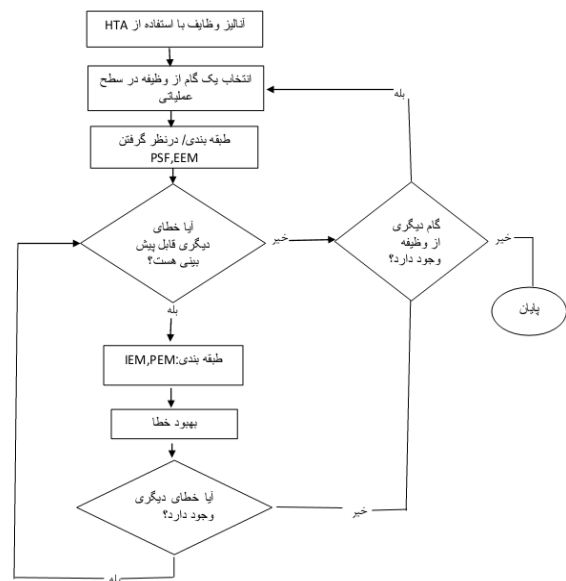 آنالیز وظایف با استفاده از HTA
انتخاب یک گام از وظیفه در سطح
عملیاتی
طبقه بندی/ درنظر گرفتن
PSF,EEM
آیا خطای
دیگری قابل پیش
بینی هست؟
خیر
بله
طبقه بندی:IEM,PEM
بهبود خطا
آیا خطای دیگری
وجود دارد؟
خیر
بله
گام دیگری
از وظیفه
وجود دارد؟
بله
خیر
پایان